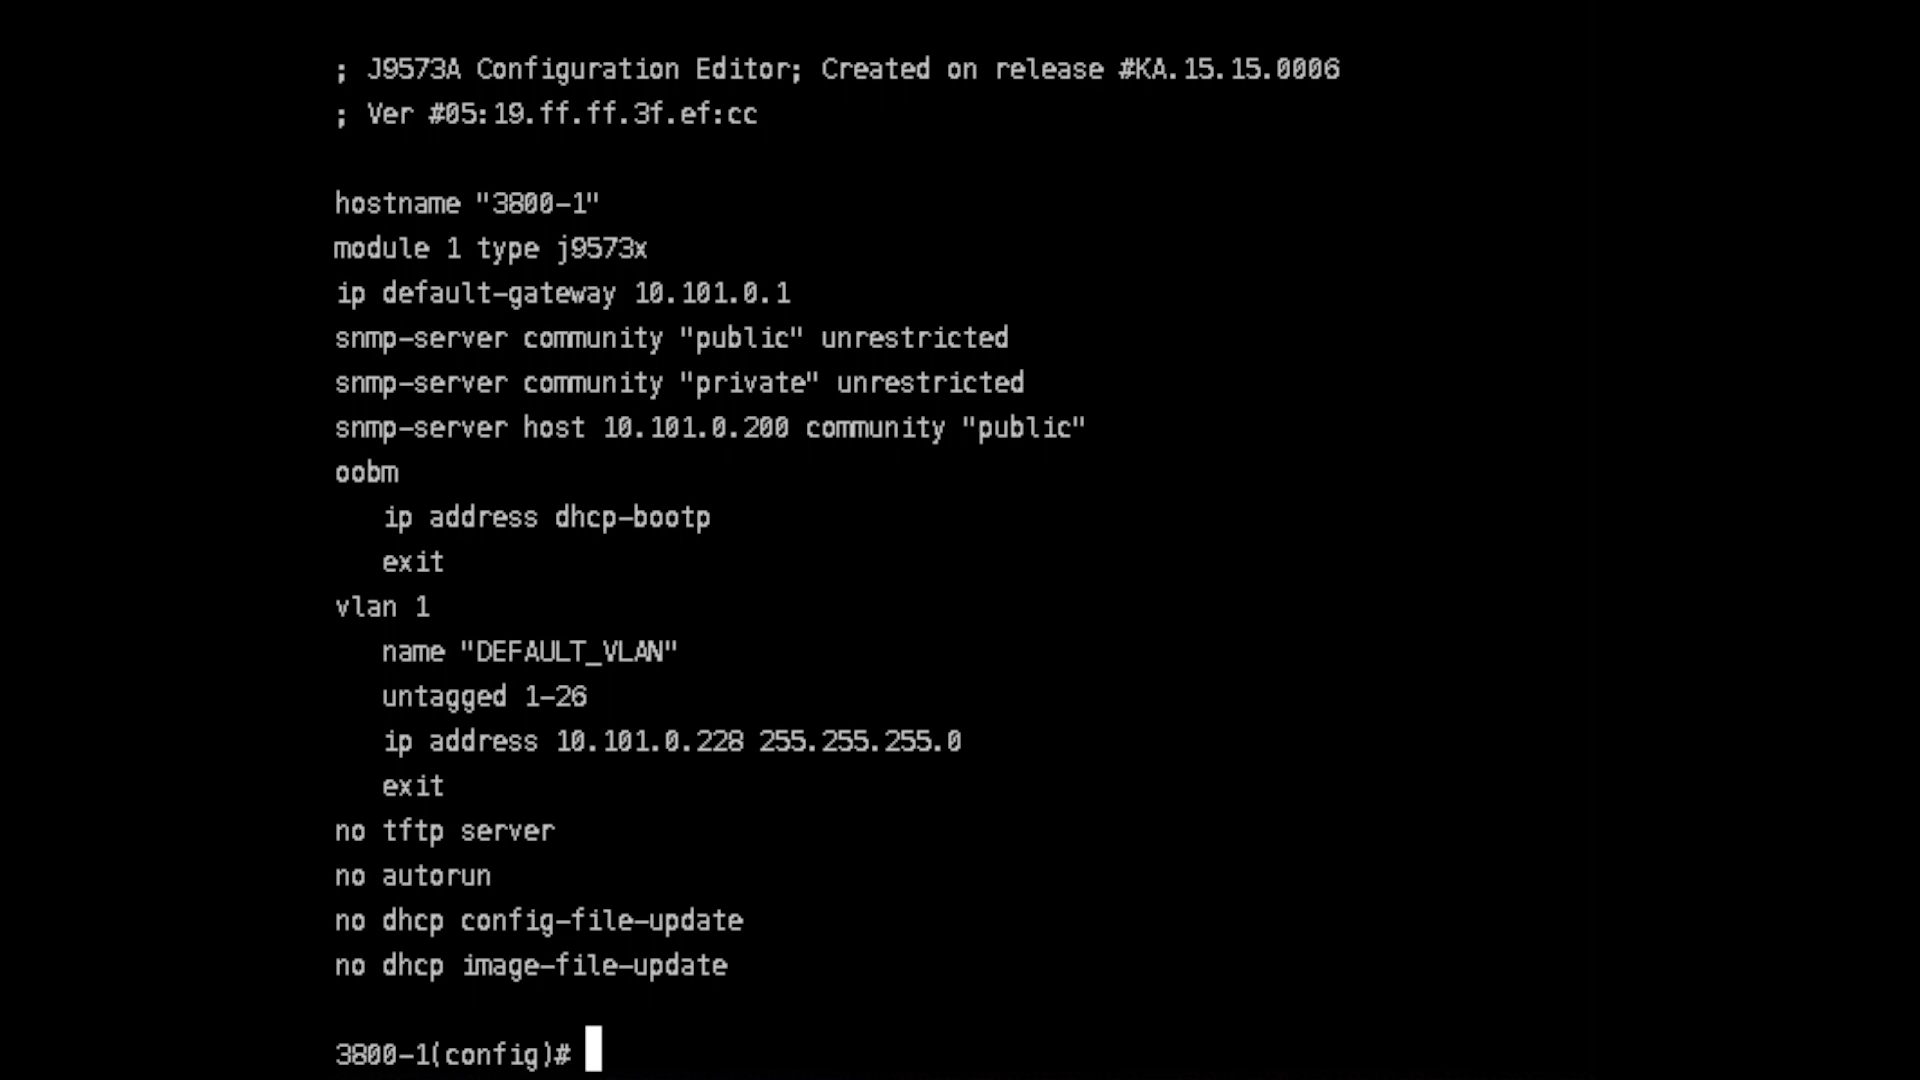 ; J9573A Configuration Editor; Created on release #KA.15.15.0006
; Ver #05:19.ff.ff.3f.ef:cc
hostname "3800-1"
module 1 type j9573x
ip default-gateway 10.101.0.1
snmp-server community "public" unrestricted
snmp-server community "private" unrestricted
snmp-server host 10.101.0.200 community "public"
oobm
   ip address dhcp-bootp
   exit
vlan 1
   name "DEFAULT_VLAN"
   untagged 1-26
   ip address 10.101.0.228 255.255.255.0
   exit
no tftp server
no autorun
no dhcp config-file-update
no dhcp image-file-update
3800-1(config)#